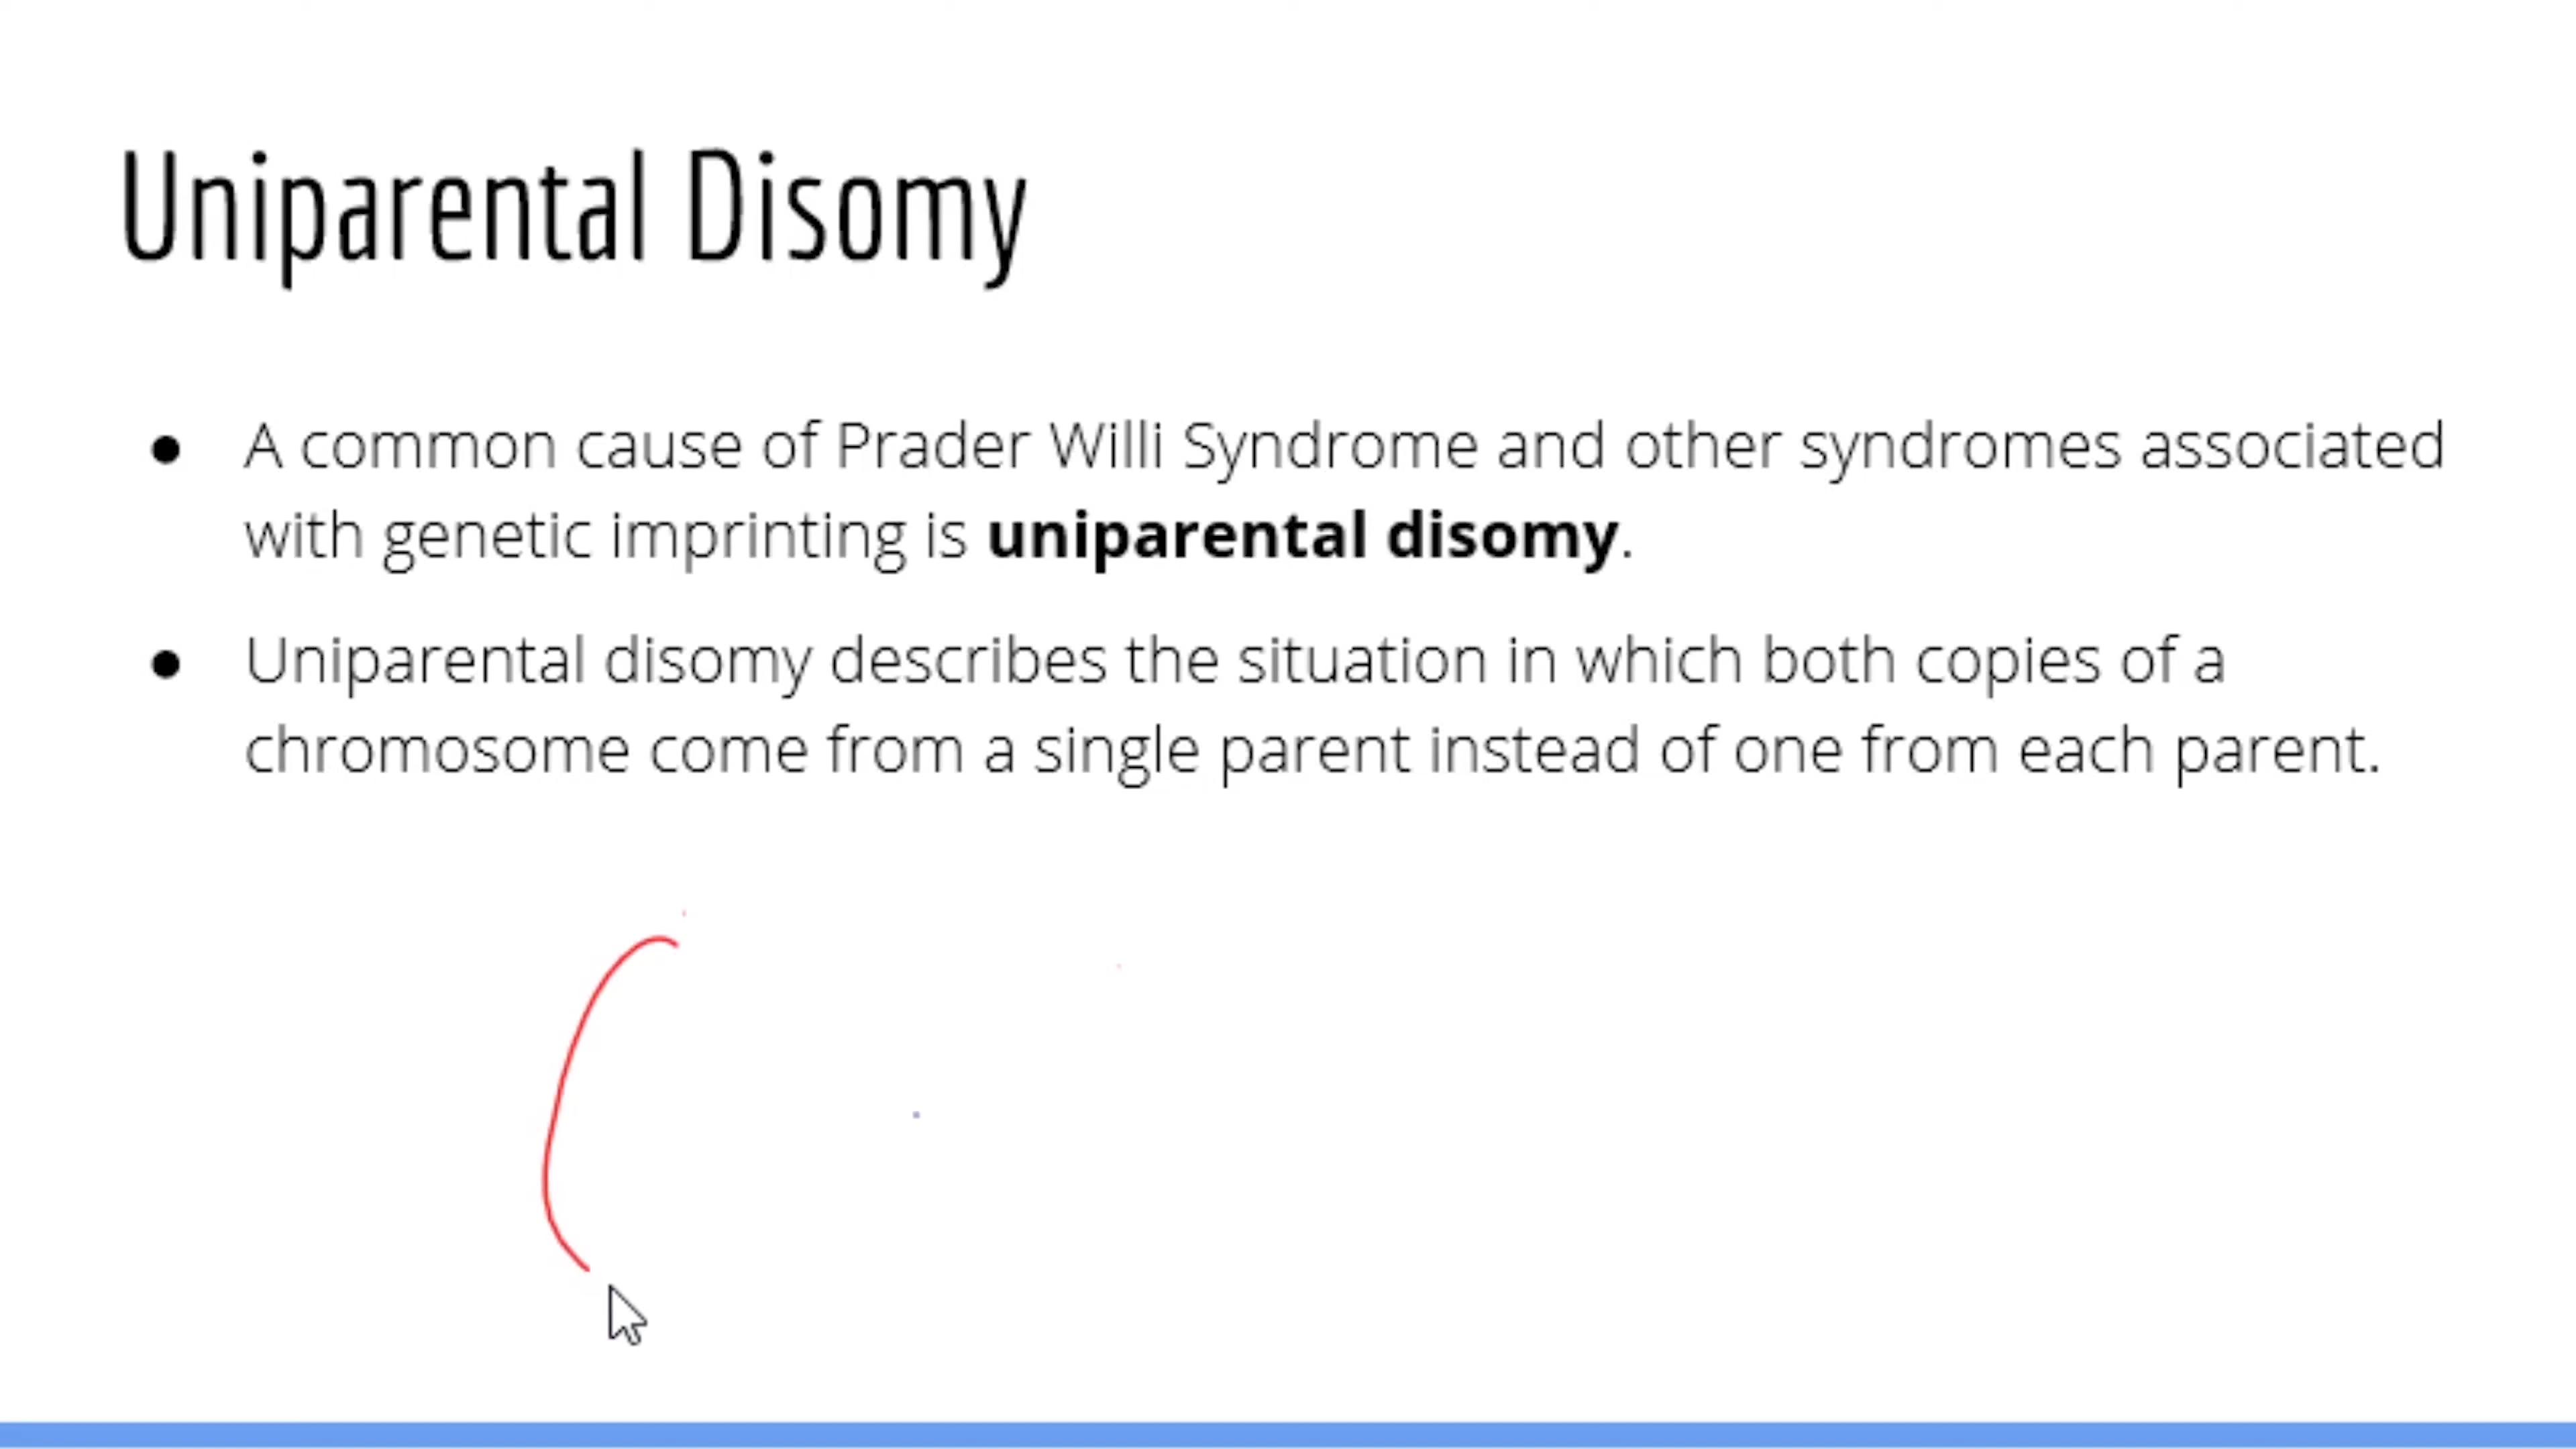 Uniparental Disomy
● A common cause of Prader Willi Syndrome and other syndromes associated
with genetic imprinting is uniparental disomy.
● Uniparental disomy describes the situation in which both copies of a
chromosome come from a single parent instead of one from each parent.